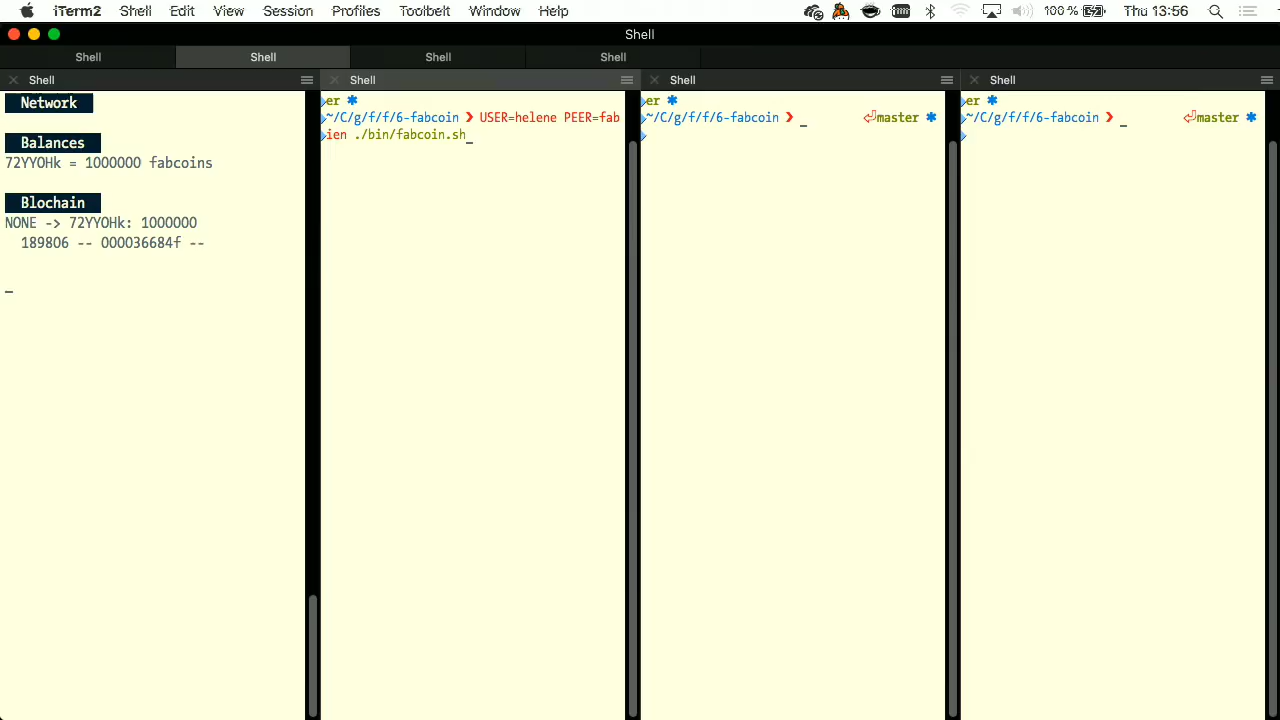 iTerm2 Shell Edit View Session Profiles Toolbelt Window Help 100 % Thu 13:56
Shell
Shell Shell Shell Shell
Shell Shell Shell Shell
Network
Balances
72YYOHk = 1000000 fabcoins
Blochain
NONE -> 72YYOHk: 1000000
189806 -- 000036684f --
er ✱
~/C/g/f/f/6-fabcoin ❯ USER=helene PEER=fab
ien ./bin/fabcoin.sh
er ✱
~/C/g/f/f/6-fabcoin ❯ ⏎master ✱
er ✱
~/C/g/f/f/6-fabcoin ❯ ⏎master ✱